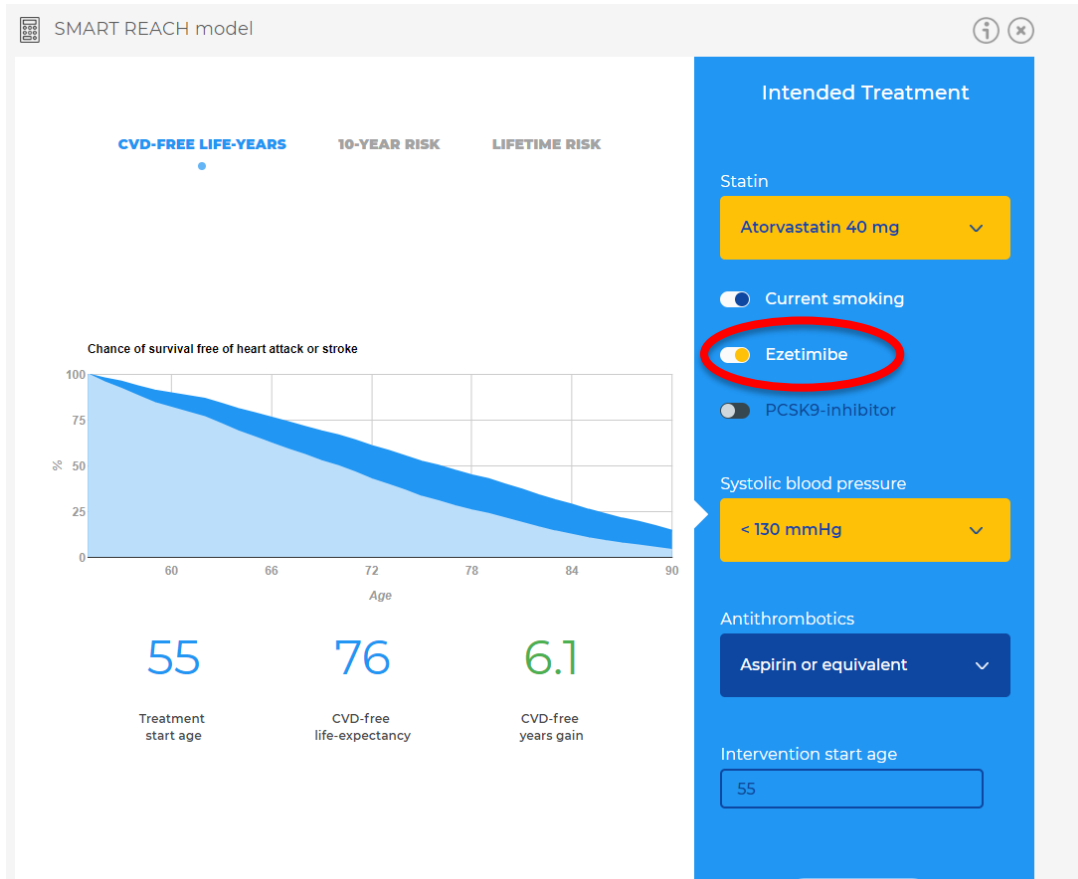 SMART REACH model
CVD-FREE LIFE-YEARS
10-YEAR RISK
LIFETIME RISK
Chance of survival free of heart attack or stroke
100
75
50
25
0
%
60
66
72
78
84
90
Age
55
Treatment
start age
76
CVD-free
life-expectancy
6.1
CVD-free
years gain
Intended Treatment
Statin
Atorvastatin 40 mg
Current smoking
Ezetimibe
PCSK9-inhibitor
Systolic blood pressure
< 130 mmHg
Antithrombotics
Aspirin or equivalent
Intervention start age
55